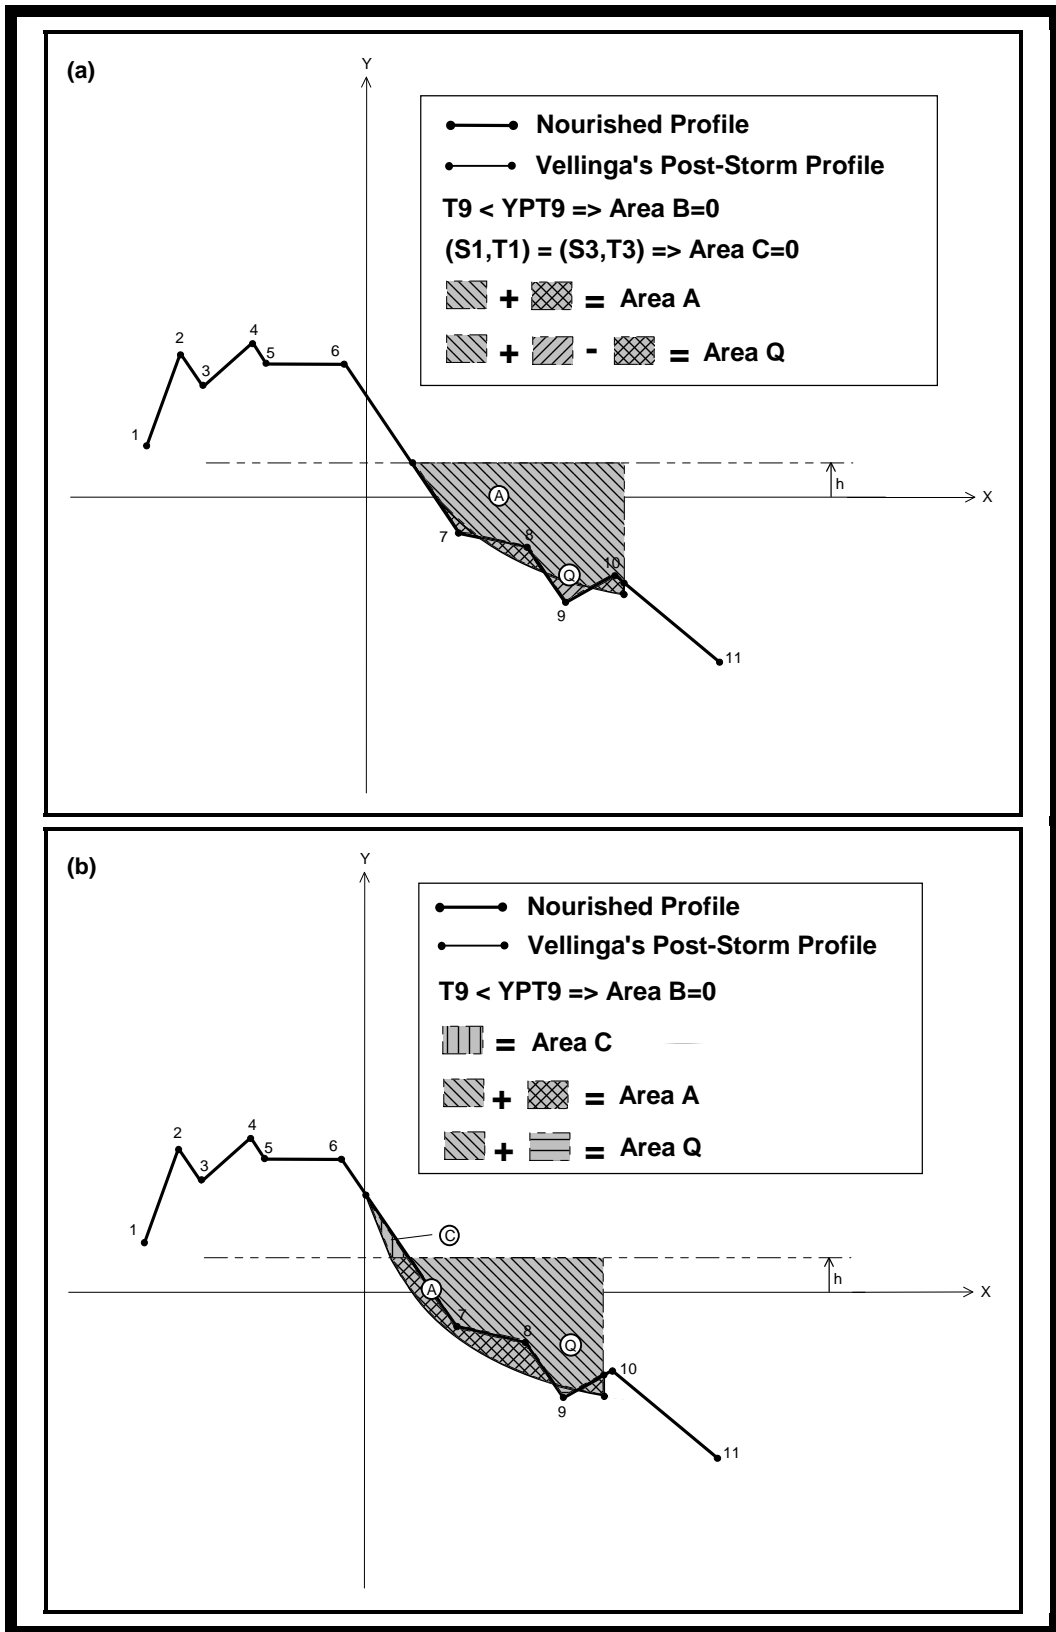 (a)
Y
Nourished Profile
Vellinga's Post-Storm Profile
T9 < YPT9 => Area B=0
(S1,T1) = (S3,T3) => Area C=0
+ = Area A
+ - = Area Q
4
2
5
6
3
1
h
A
X
7
8
10
Q
9
11
(b)
Y
Nourished Profile
Vellinga's Post-Storm Profile
T9 < YPT9 => Area B=0
= Area C
+ = Area A
+ = Area Q
4
2
5
6
3
1
C
h
A
X
7
8
Q
10
9
11